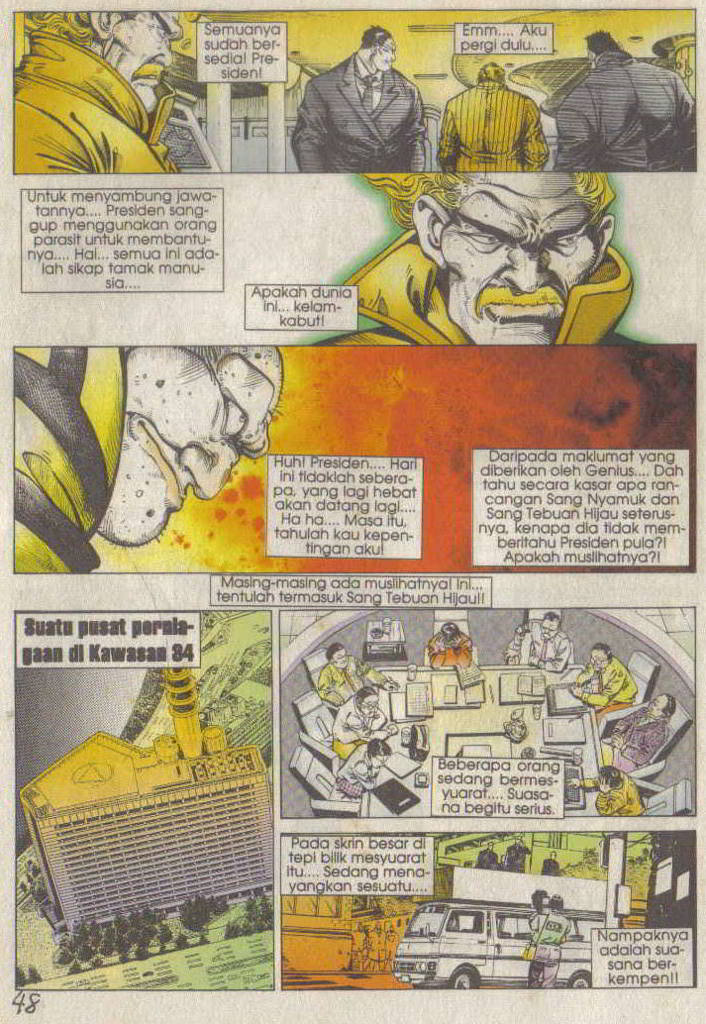 Semuanya
sudah ber-
sedia! Pre-
siden!
Emm.... Aku
pergi dulu....
Untuk menyambung jawa-
tannya.... Presiden sang-
gup menggunakan orang
parasit untuk membantu-
nya.... Hai... semua ini ada-
lah sikap tamak manu-
sia....
Apakah dunia
ini... kelam-
kabut!
Huh! Presiden.... Hari
ini tidaklah sebera-
pa, yang lagi hebat
akan datang lagi....
Ha ha.... Masa itu,
tahulah kau kepen-
tingan aku!
Daripada maklumat yang
diberikan oleh Genius.... Dah
tahu secara kasar apa ran-
cangan Sang Nyamuk dan
Sang Tebuan Hijau seterus-
nya, kenapa dia tidak mem-
beritahu Presiden pula?!
Apakah muslihatnya?!
Masing-masing ada muslihatnya! Ini...
tentulah termasuk Sang Tebuan Hijau!!
Suatu pusat pernia-
gaan di Kawasan S4
Beberapa orang
sedang bermes-
yuarat.... Suasa-
na begitu serius.
Pada skrin besar di
tepi bilik mesyuarat
itu.... Sedang mena-
yangkan sesuatu....
Nampaknya
adalah sua-
sana ber-
kempen!!
48